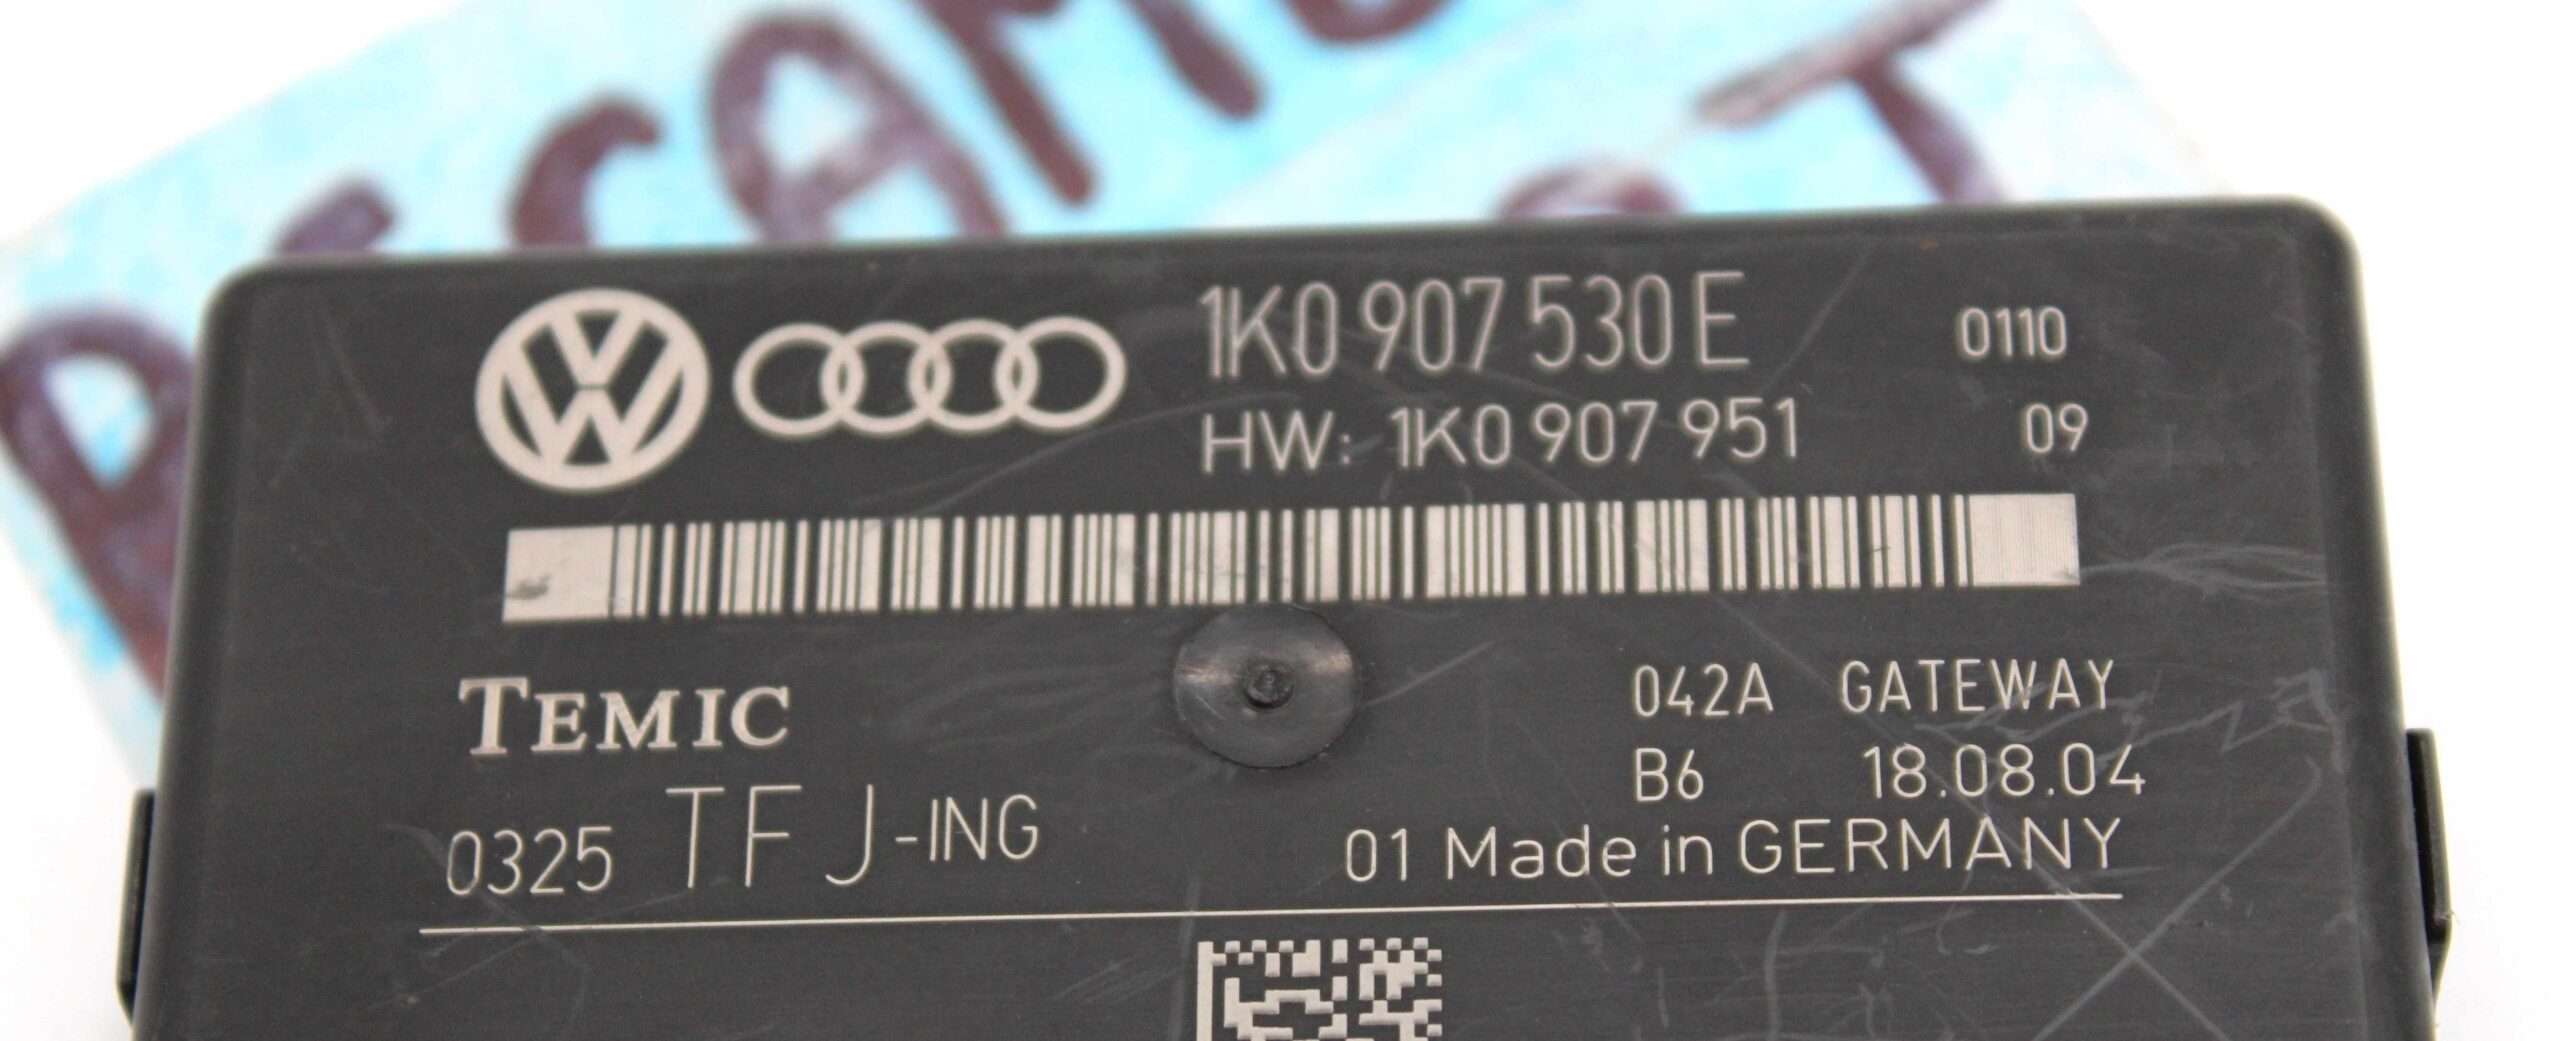 1K0 907 530 E 0110
HW: 1K0 907 951 09
TEMIC
042A GATEWAY
B6 18.08.04
0325 TFJ-ING
01 Made in GERMANY